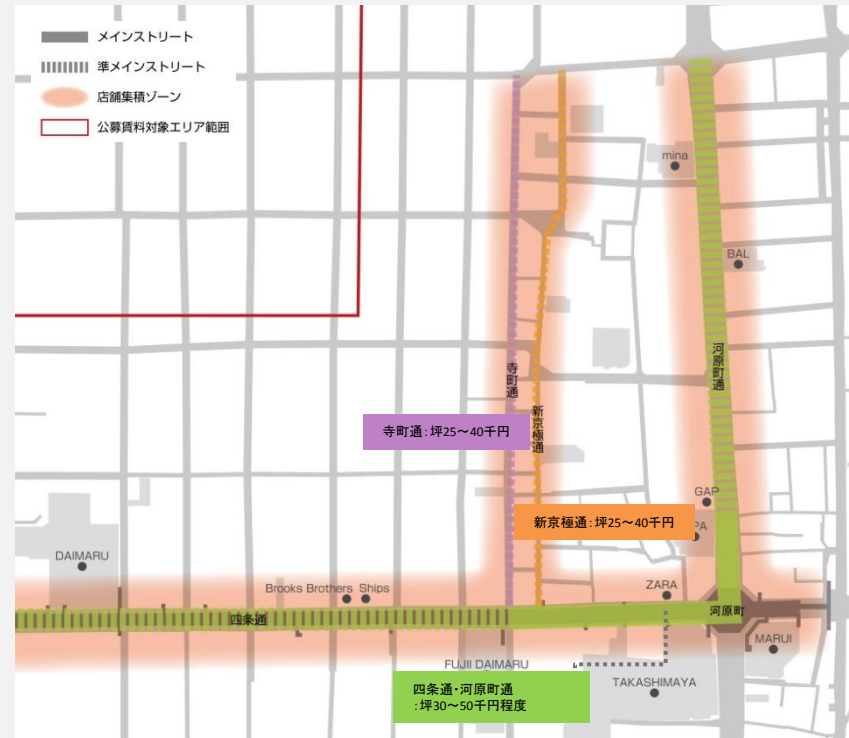 メインストリート
準メインストリート
店舗集積ゾーン
公募賃料対象エリア範囲
mina
BAL
河原町通
寺町通
新京極通
寺町通：坪25～40千円
GAP
新京極通：坪25～40千円
PA
DAIMARU
Brooks Brothers Ships
ZARA
河原町
四条通
MARUI
FUJII DAIMARU
TAKASHIMAYA
四条通・河原町通
：坪30～50千円程度